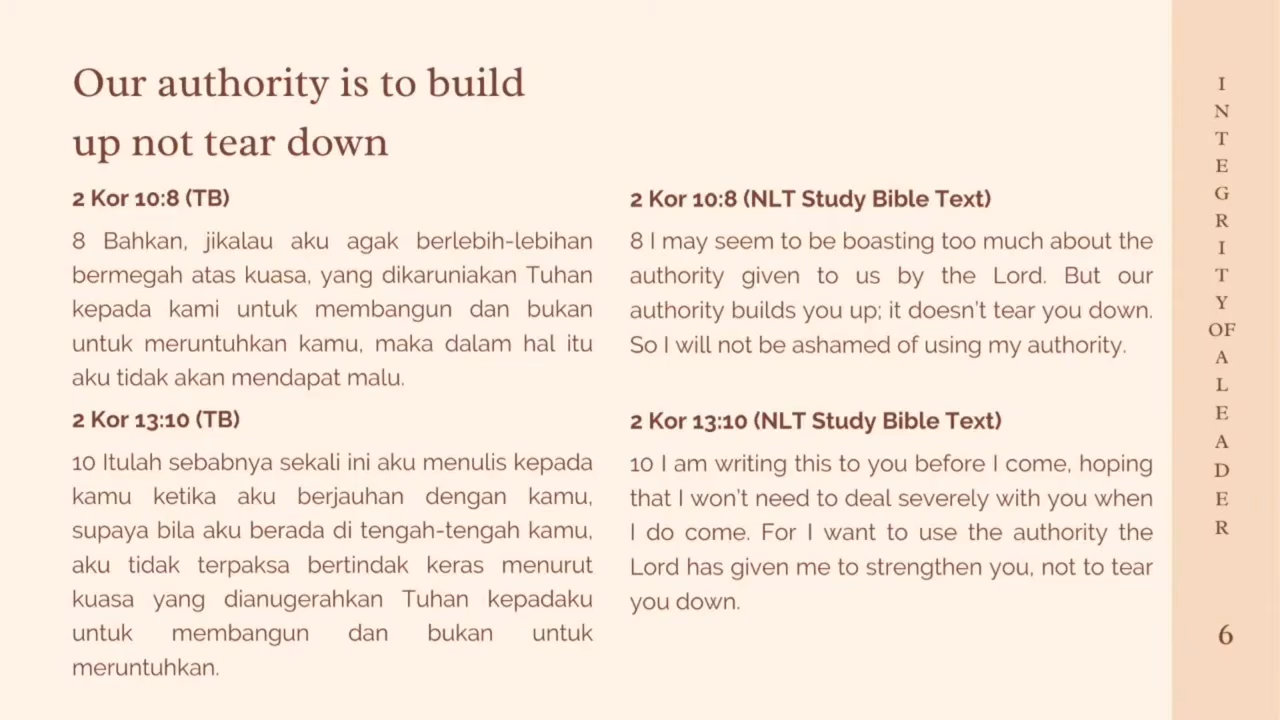 Our authority is to build
up not tear down
2 Kor 10:8 (TB)
8 Bahkan, jikalau aku agak berlebih-lebihan
bermegah atas kuasa, yang dikaruniakan Tuhan
kepada kami untuk membangun dan bukan
untuk meruntuhkan kamu, maka dalam hal itu
aku tidak akan mendapat malu.
2 Kor 13:10 (TB)
10 Itulah sebabnya sekali ini aku menulis kepada
kamu ketika aku berjauhan dengan kamu,
supaya bila aku berada di tengah-tengah kamu,
aku tidak terpaksa bertindak keras menurut
kuasa yang dianugerahkan Tuhan kepadaku
untuk membangun dan bukan untuk
meruntuhkan.
2 Kor 10:8 (NLT Study Bible Text)
8 I may seem to be boasting too much about the
authority given to us by the Lord. But our
authority builds you up; it doesn't tear you down.
So I will not be ashamed of using my authority.
2 Kor 13:10 (NLT Study Bible Text)
10 I am writing this to you before I come, hoping
that I won't need to deal severely with you when
I do come. For I want to use the authority the
Lord has given me to strengthen you, not to tear
you down.
I
N
T
E
G
R
I
T
Y
OF
A
L
E
A
D
E
R
6